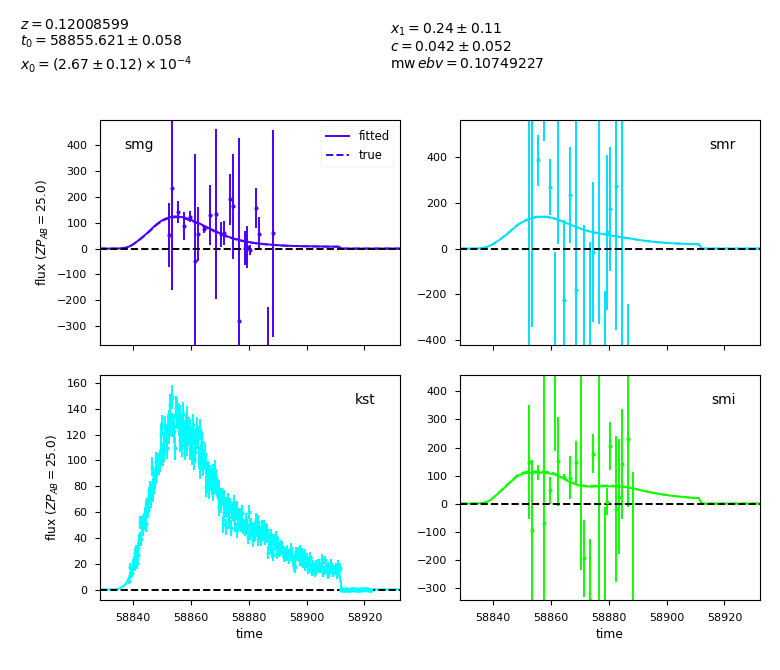 z = 0.12008599
t0 = 58855.621 ± 0.058
x0 = (2.67 ± 0.12) × 10⁻⁴
x1 = 0.24 ± 0.11
c = 0.042 ± 0.052
mw ebv = 0.10749227
smg
fitted
true
400
300
200
100
0
−100
−200
−300
flux (ZP_AB = 25.0)
smr
400
200
0
−200
−400
kst
160
140
120
100
80
60
40
20
0
flux (ZP_AB = 25.0)
58840 58860 58880 58900 58920
time
smi
400
300
200
100
0
−100
−200
−300
58840 58860 58880 58900 58920
time